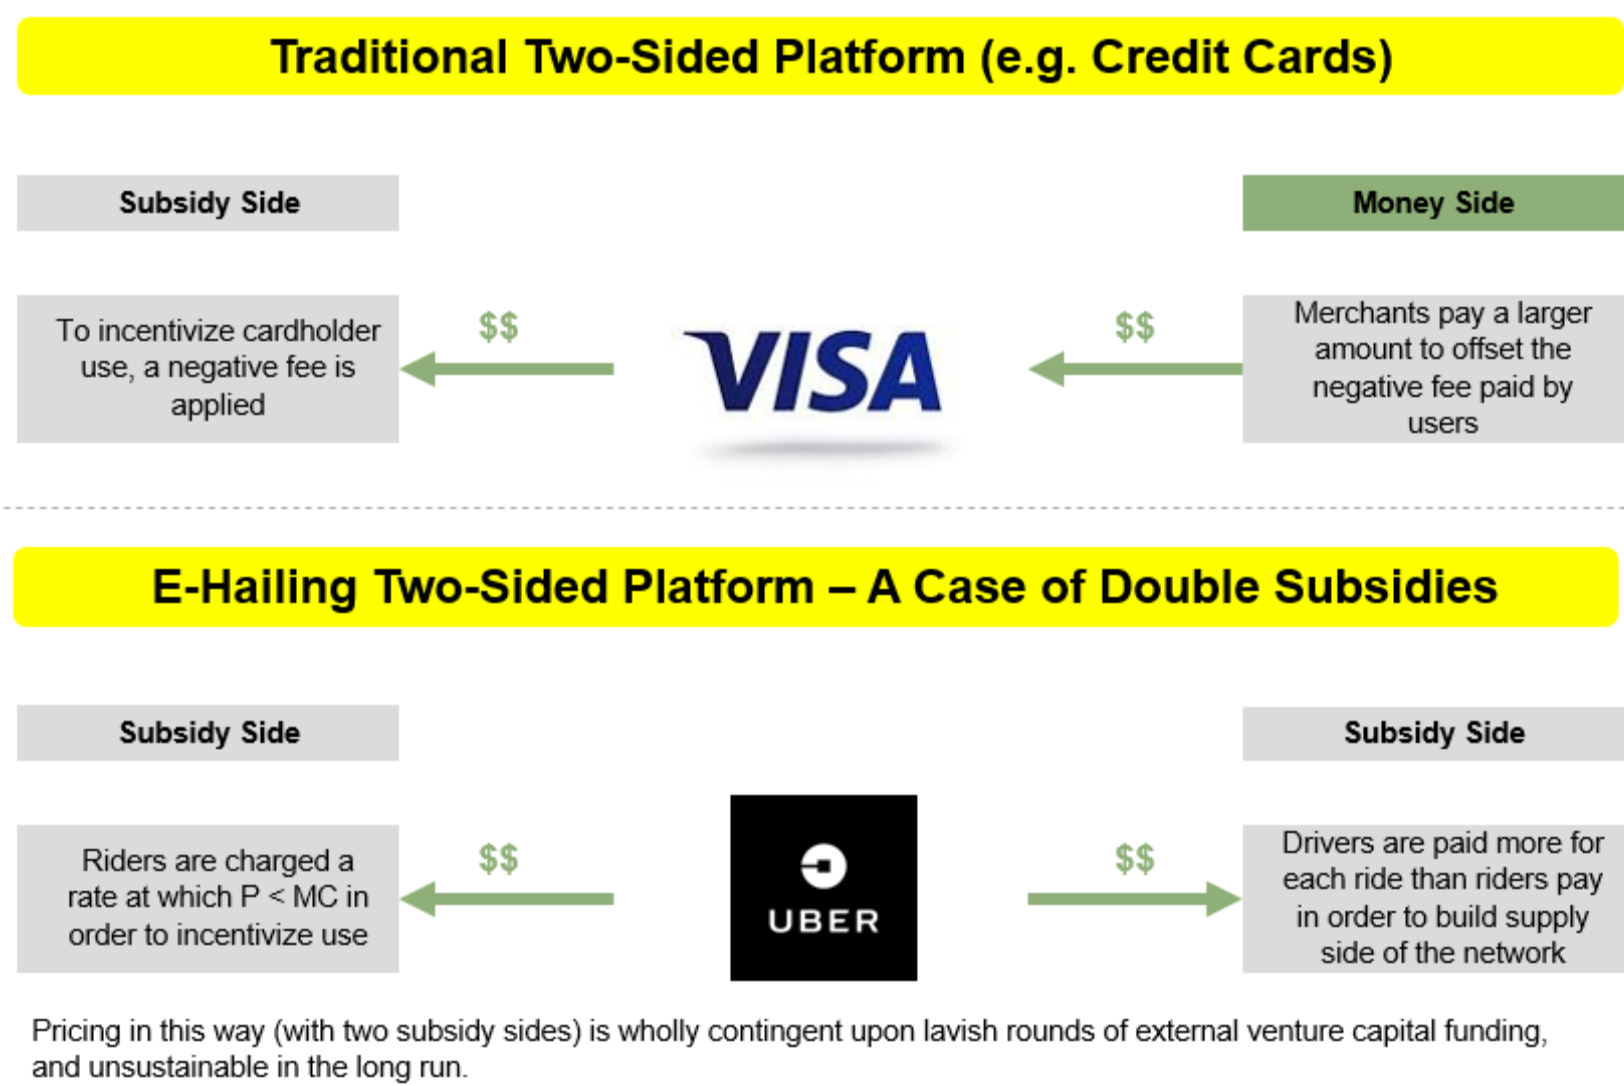 Traditional Two-Sided Platform (e.g. Credit Cards)
Subsidy Side
Money Side
To incentivize cardholder
use, a negative fee is
applied
$$
VISA
$$
Merchants pay a larger
amount to offset the
negative fee paid by
users
E-Hailing Two-Sided Platform – A Case of Double Subsidies
Subsidy Side
Subsidy Side
Riders are charged a
rate at which P < MC in
order to incentivize use
$$
UBER
$$
Drivers are paid more for
each ride than riders pay
in order to build supply
side of the network
Pricing in this way (with two subsidy sides) is wholly contingent upon lavish rounds of external venture capital funding,
and unsustainable in the long run.